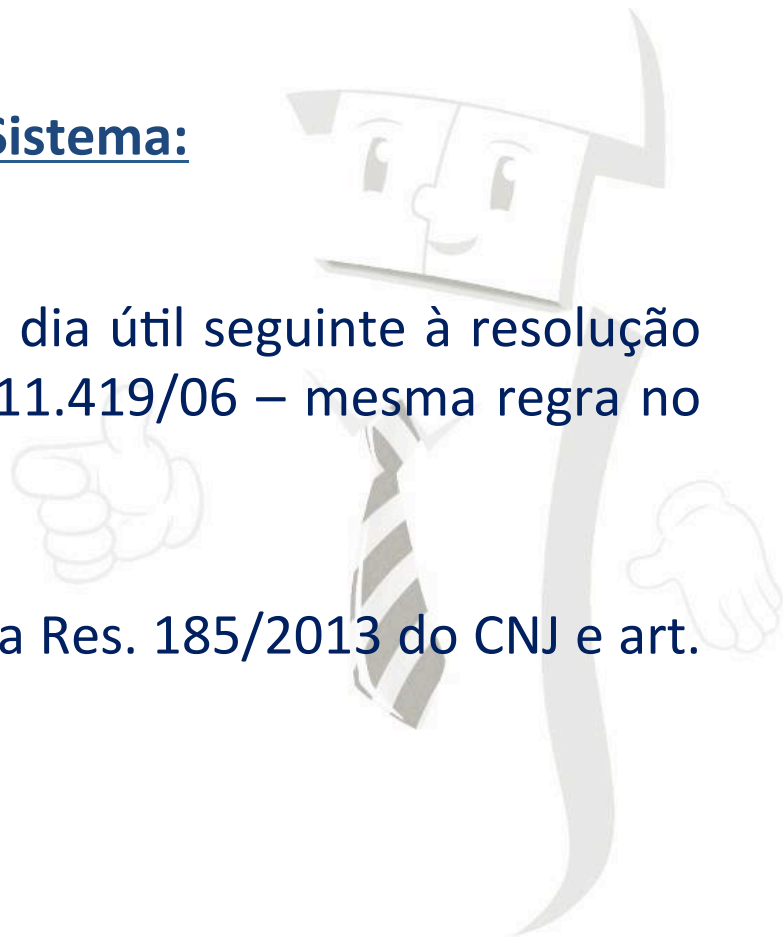 Sistema:
dia útil seguinte à resolução
11.419/06 – mesma regra no
a Res. 185/2013 do CNJ e art.